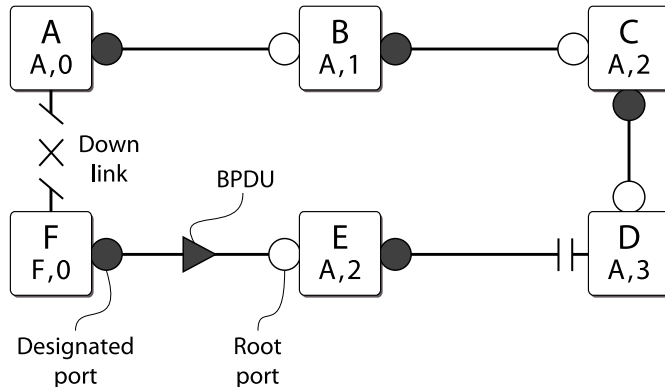 A
A,0
B
A,1
C
A,2
Down
link
BPDU
F
F,0
E
A,2
D
A,3
Designated
port
Root
port